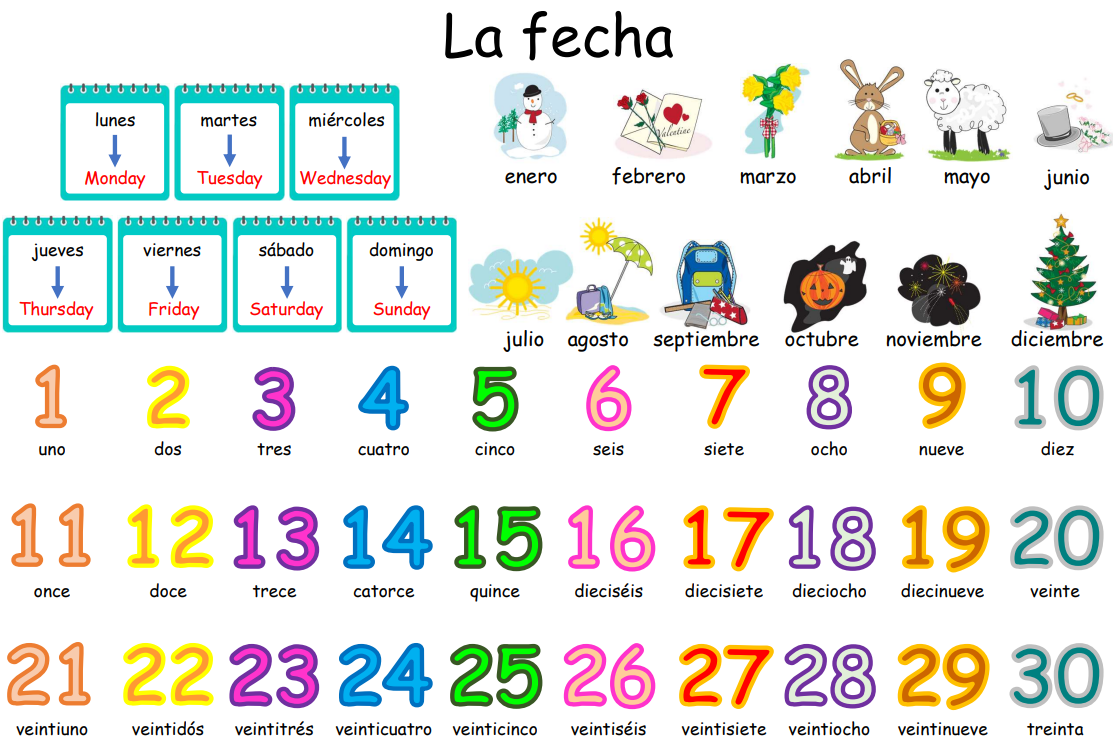 La fecha
lunes martes miércoles
Monday Tuesday Wednesday
Valentine
enero febrero marzo abril mayo junio
jueves viernes sábado domingo
Thursday Friday Saturday Sunday
julio agosto septiembre octubre noviembre diciembre
1 2 3 4 5 6 7 8 9 10
uno dos tres cuatro cinco seis siete ocho nueve diez
11 12 13 14 15 16 17 18 19 20
once doce trece catorce quince dieciséis diecisiete dieciocho diecinueve veinte
21 22 23 24 25 26 27 28 29 30
veintiuno veintidós veintitrés veinticuatro veinticinco veintiséis veintisiete veintiocho veintinueve treinta